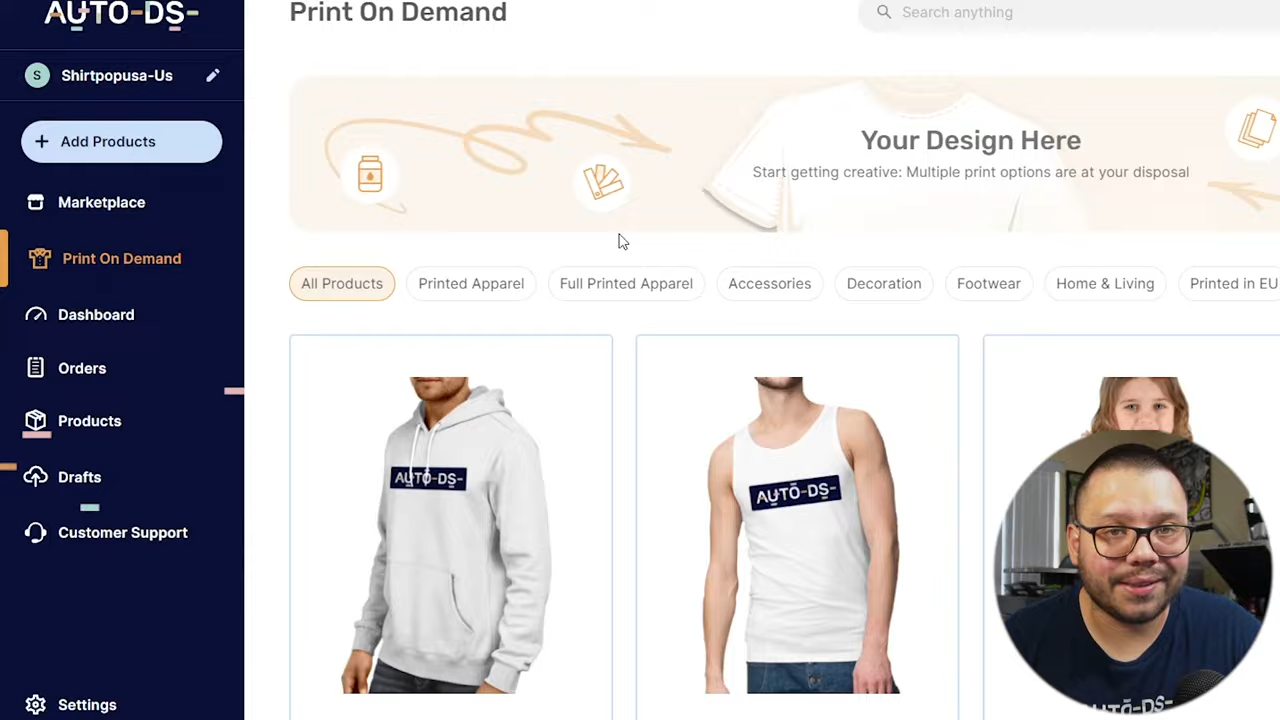 AUTO-DS-
Print On Demand
Search anything
S
Shirtpopusa-Us
Add Products
Marketplace
Print On Demand
Dashboard
Orders
Products
Drafts
Customer Support
Settings
Your Design Here
Start getting creative: Multiple print options are at your disposal
All Products
Printed Apparel
Full Printed Apparel
Accessories
Decoration
Footwear
Home & Living
Printed in EU
AUTO-DS-
AUTO-DS-
AUTO-DS-